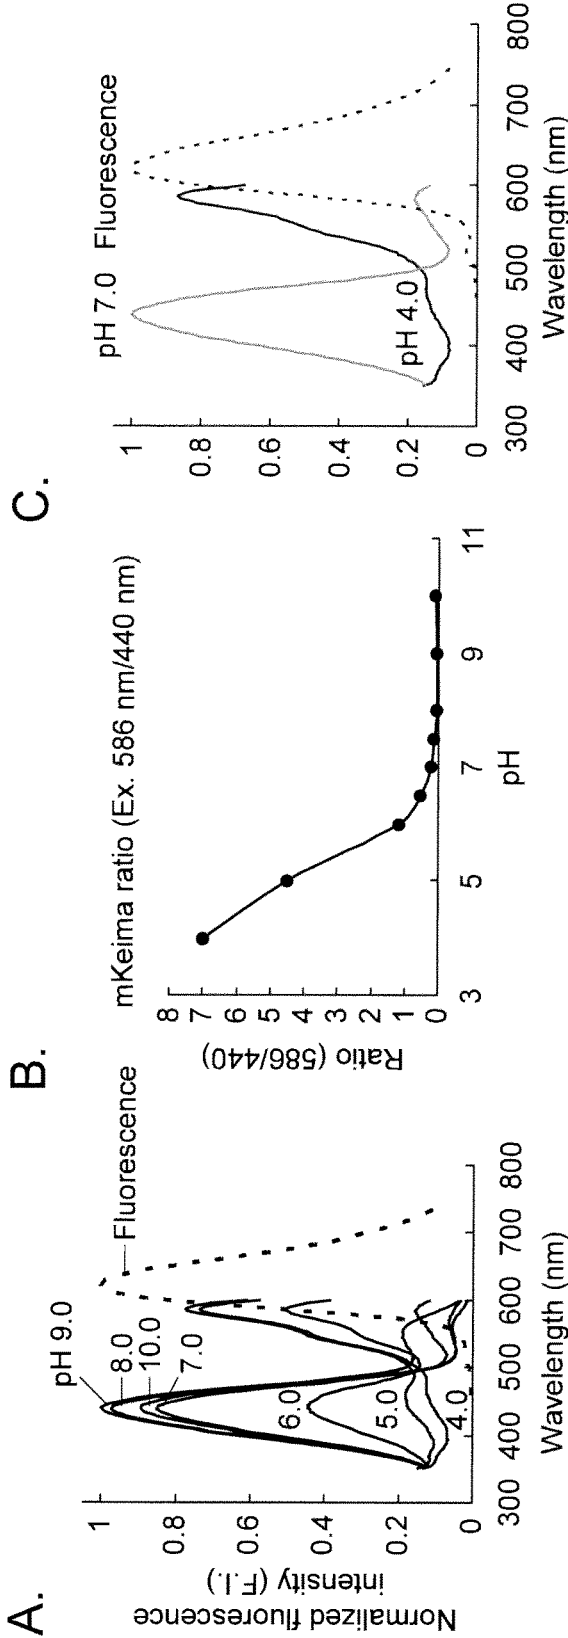 A.
Normalized fluorescence
intensity (F.I.)
1
0.8
0.6
0.4
0.2
0
300 400 500 600 700 800
Wavelength (nm)
pH 9.0
8.0
10.0
7.0
6.0
5.0
4.0
Fluorescence
B.
mKeima ratio (Ex. 586 nm/440 nm)
Ratio (586/440)
8
7
6
5
4
3
2
1
0
3 5 7 9 11
pH
C.
pH 7.0 Fluorescence
pH 4.0
1
0.8
0.6
0.4
0.2
0
300 400 500 600 700 800
Wavelength (nm)